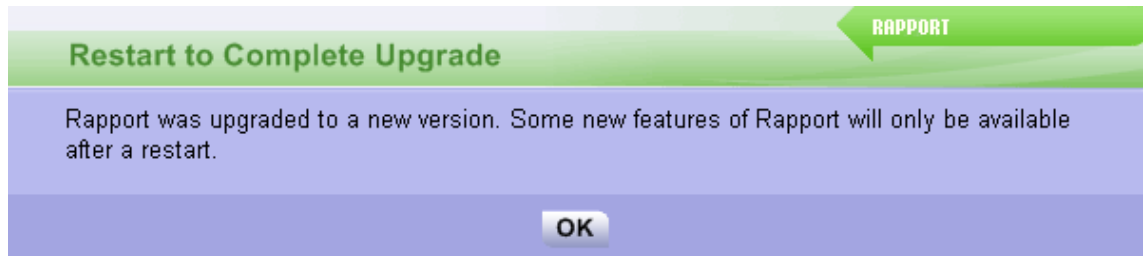 RAPPORT
Restart to Complete Upgrade
Rapport was upgraded to a new version. Some new features of Rapport will only be available
after a restart.
OK